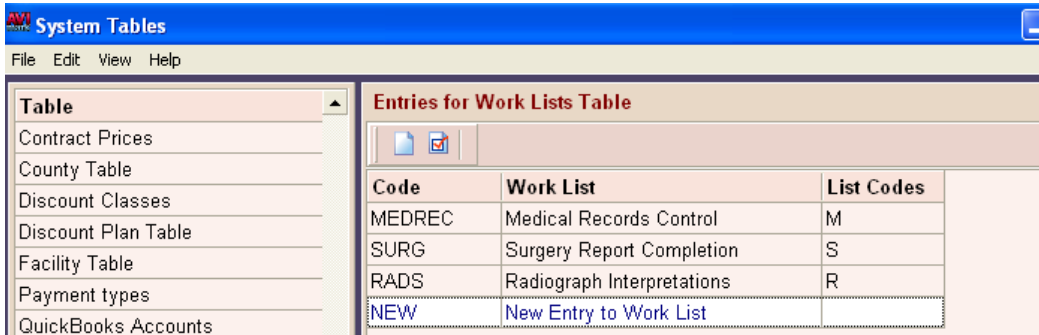 AVI System Tables
File Edit View Help
Table
Contract Prices
County Table
Discount Classes
Discount Plan Table
Facility Table
Payment types
QuickBooks Accounts
Entries for Work Lists Table
Code Work List List Codes
MEDREC Medical Records Control M
SURG Surgery Report Completion S
RADS Radiograph Interpretations R
NEW New Entry to Work List